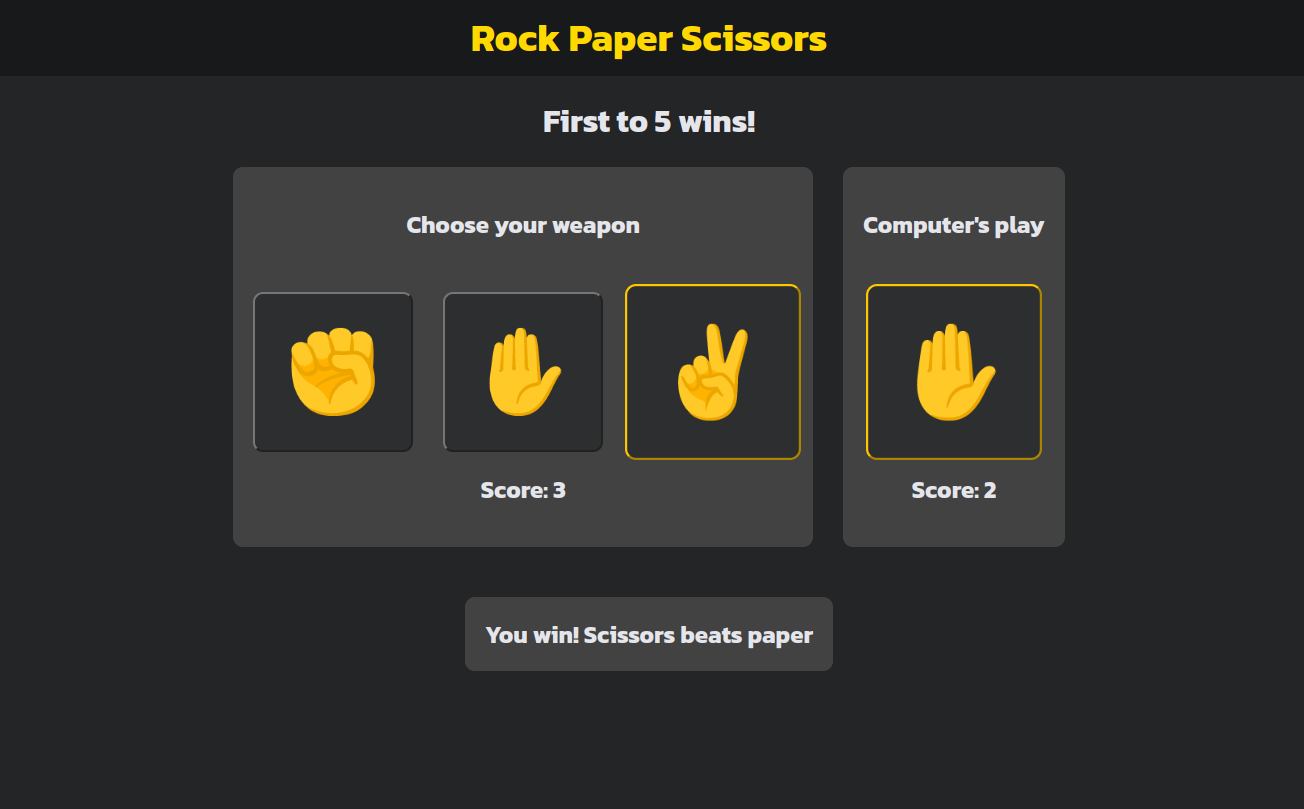 Rock Paper Scissors
First to 5 wins!
Choose your weapon
Score: 3
Computer's play
Score: 2
You win! Scissors beats paper